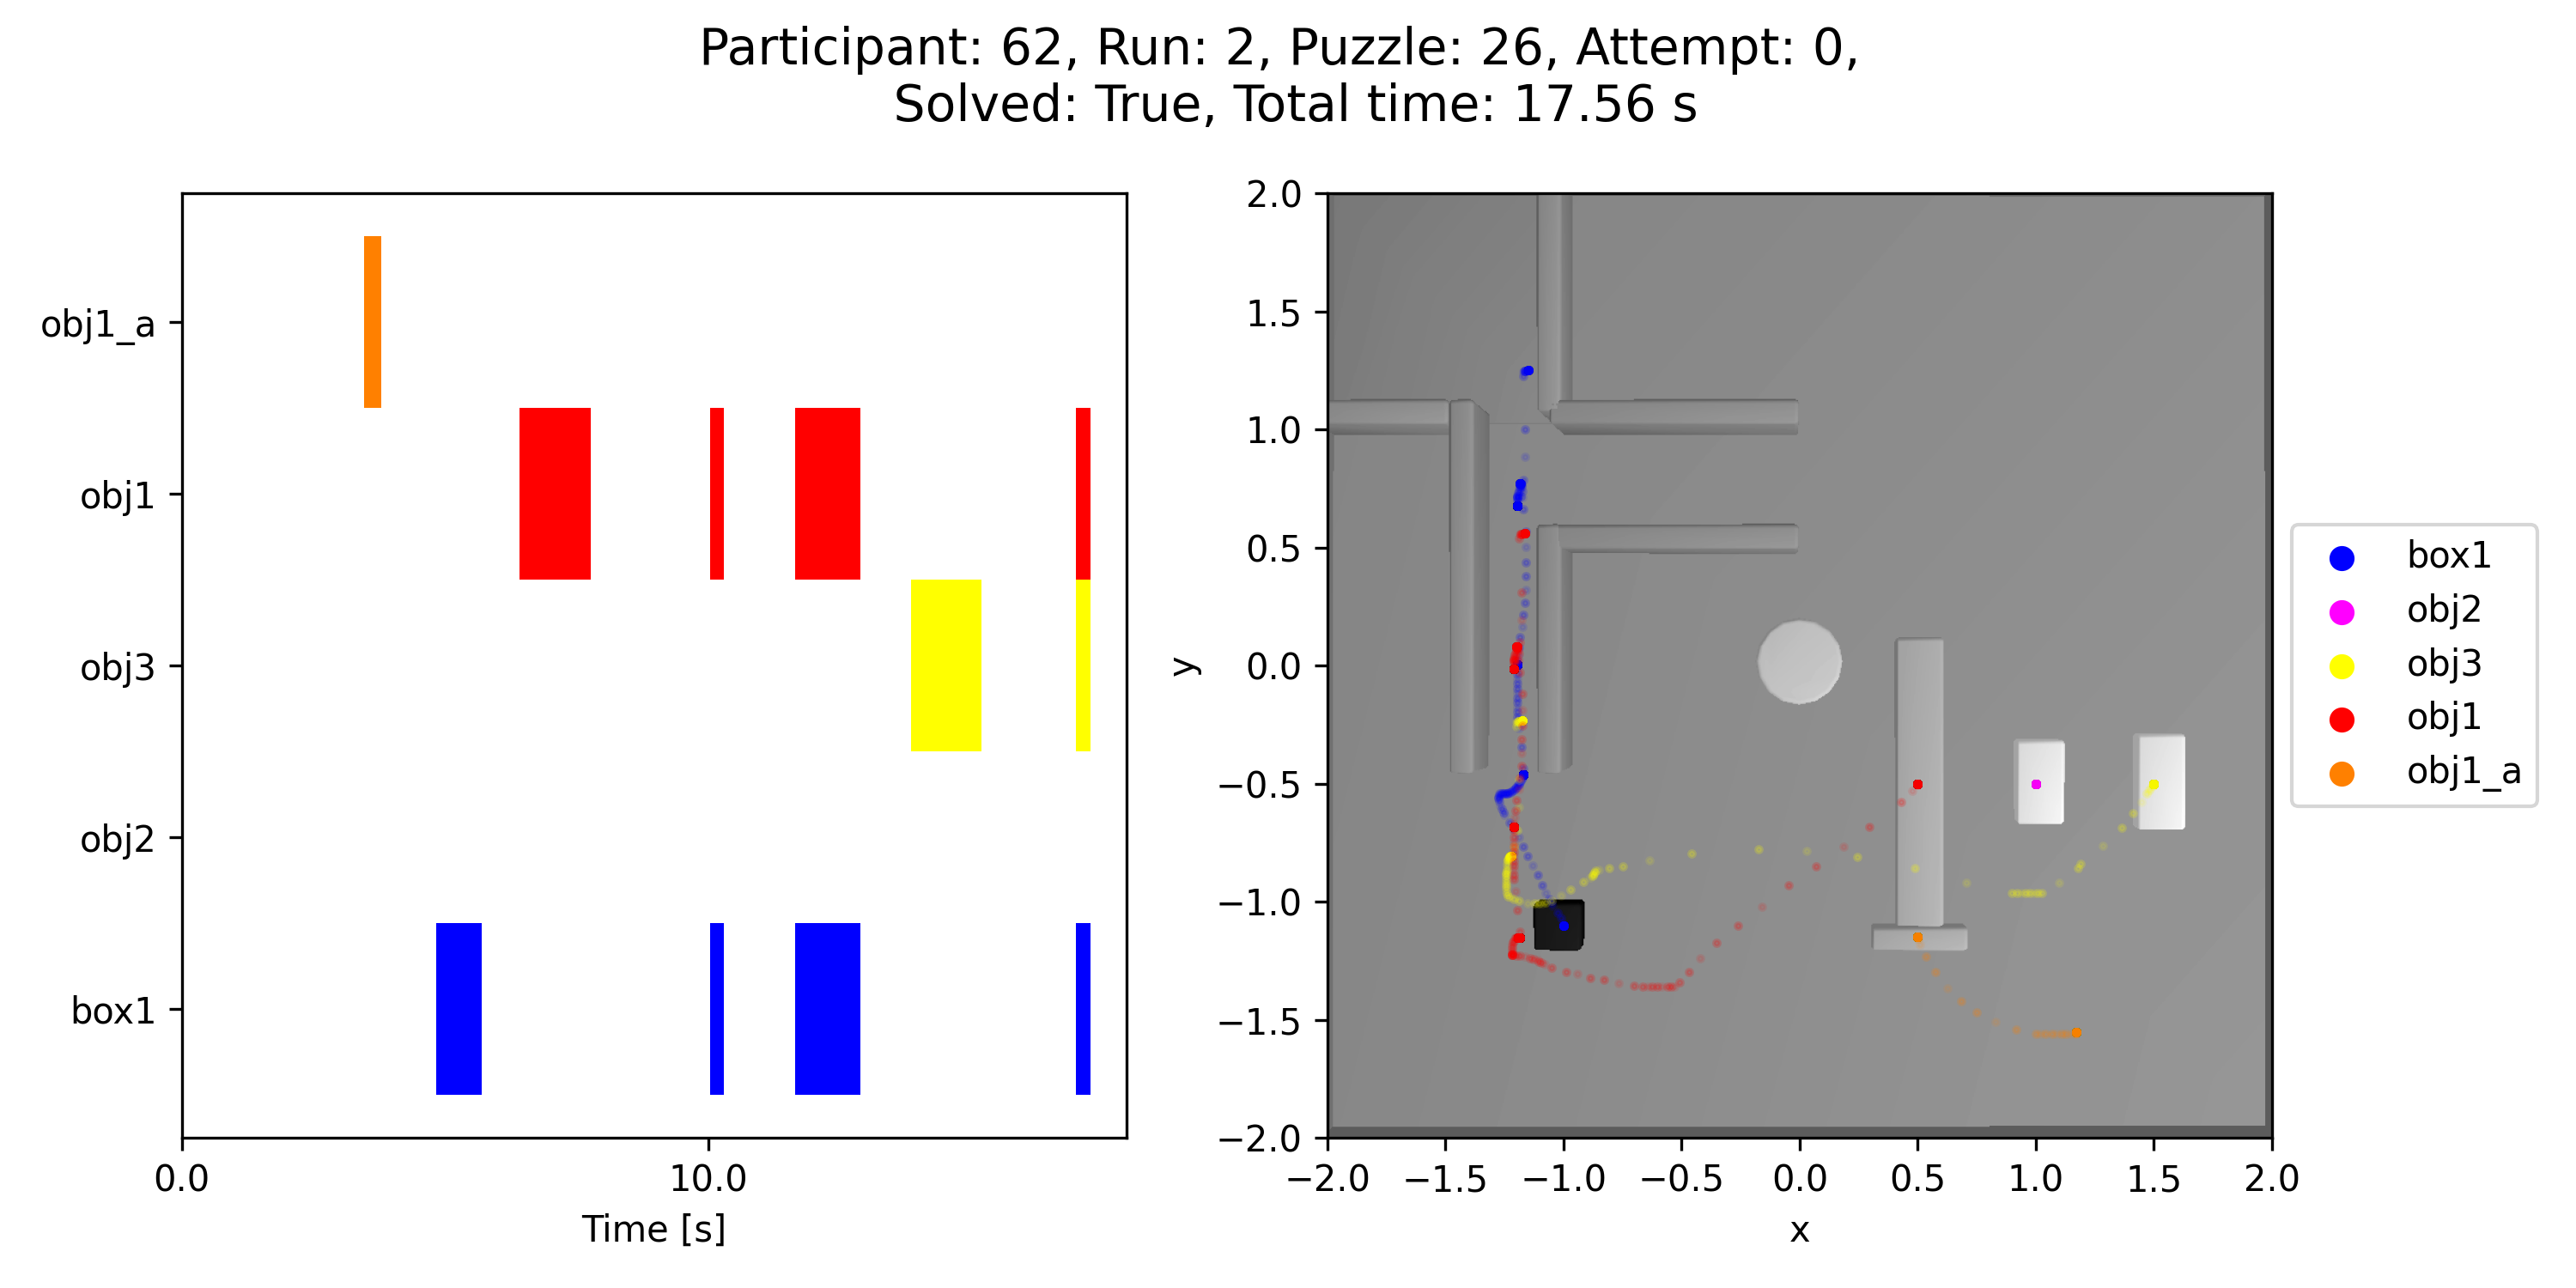 Participant: 62, Run: 2, Puzzle: 26, Attempt: 0,
Solved: True, Total time: 17.56 s
obj1_a
obj1
obj3
obj2
box1
0.0
10.0
Time [s]
2.0
1.5
1.0
0.5
0.0
−0.5
−1.0
−1.5
−2.0
y
−2.0
−1.5
−1.0
−0.5
0.0
0.5
1.0
1.5
2.0
x
box1
obj2
obj3
obj1
obj1_a